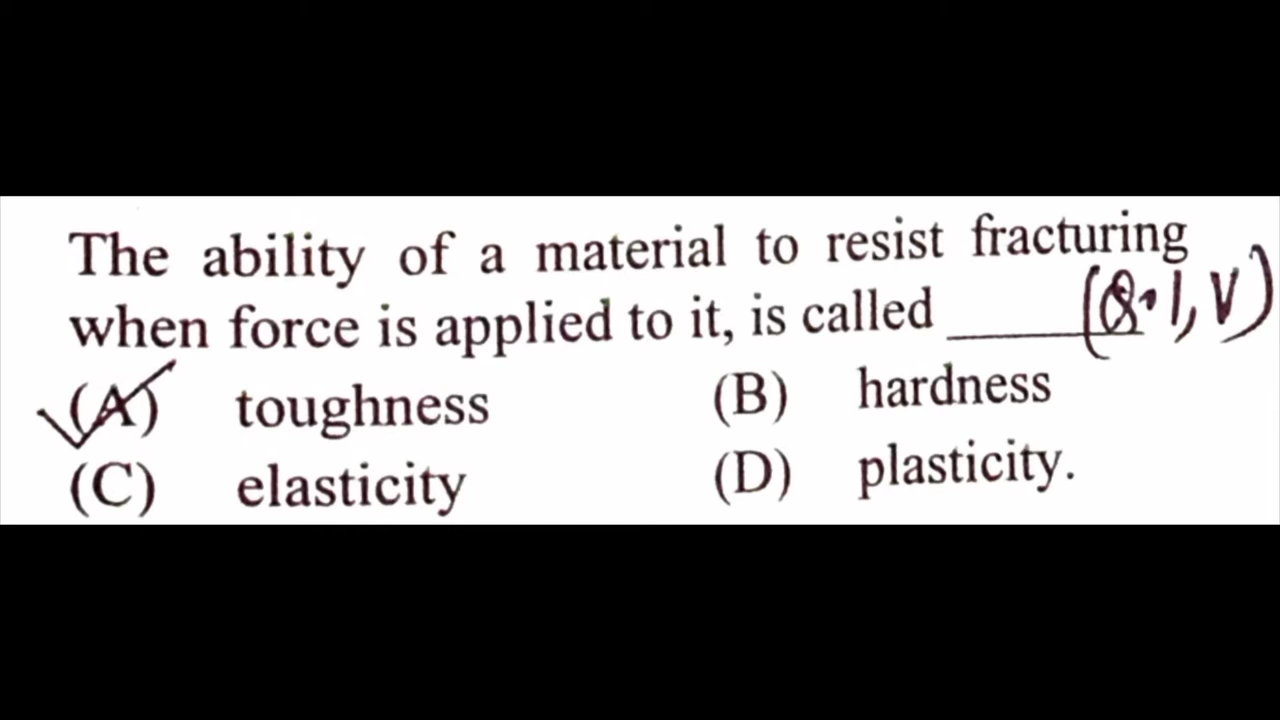 The ability of a material to resist fracturing
when force is applied to it, is called ______ (Q.1, V)
(A) toughness (B) hardness
(C) elasticity (D) plasticity.